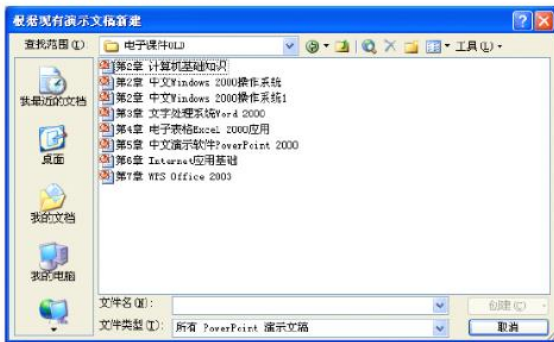 根据现有演示文稿新建
查找范围(I): 电子课件OLD 工具(L)
第2章 计算机基础知识
第2章 中文Windows 2000操作系统
第2章 中文Windows 2000操作系统1
第3章 文字处理系统Word 2000
第4章 电子表格Excel 2000应用
第5章 中文演示软件PowerPoint 2000
第6章 Internet应用基础
第7章 WPS Office 2003
我最近的文档
桌面
我的文档
我的电脑
文件名(N): 创建(C)
文件类型(T): 所有 PowerPoint 演示文稿 取消